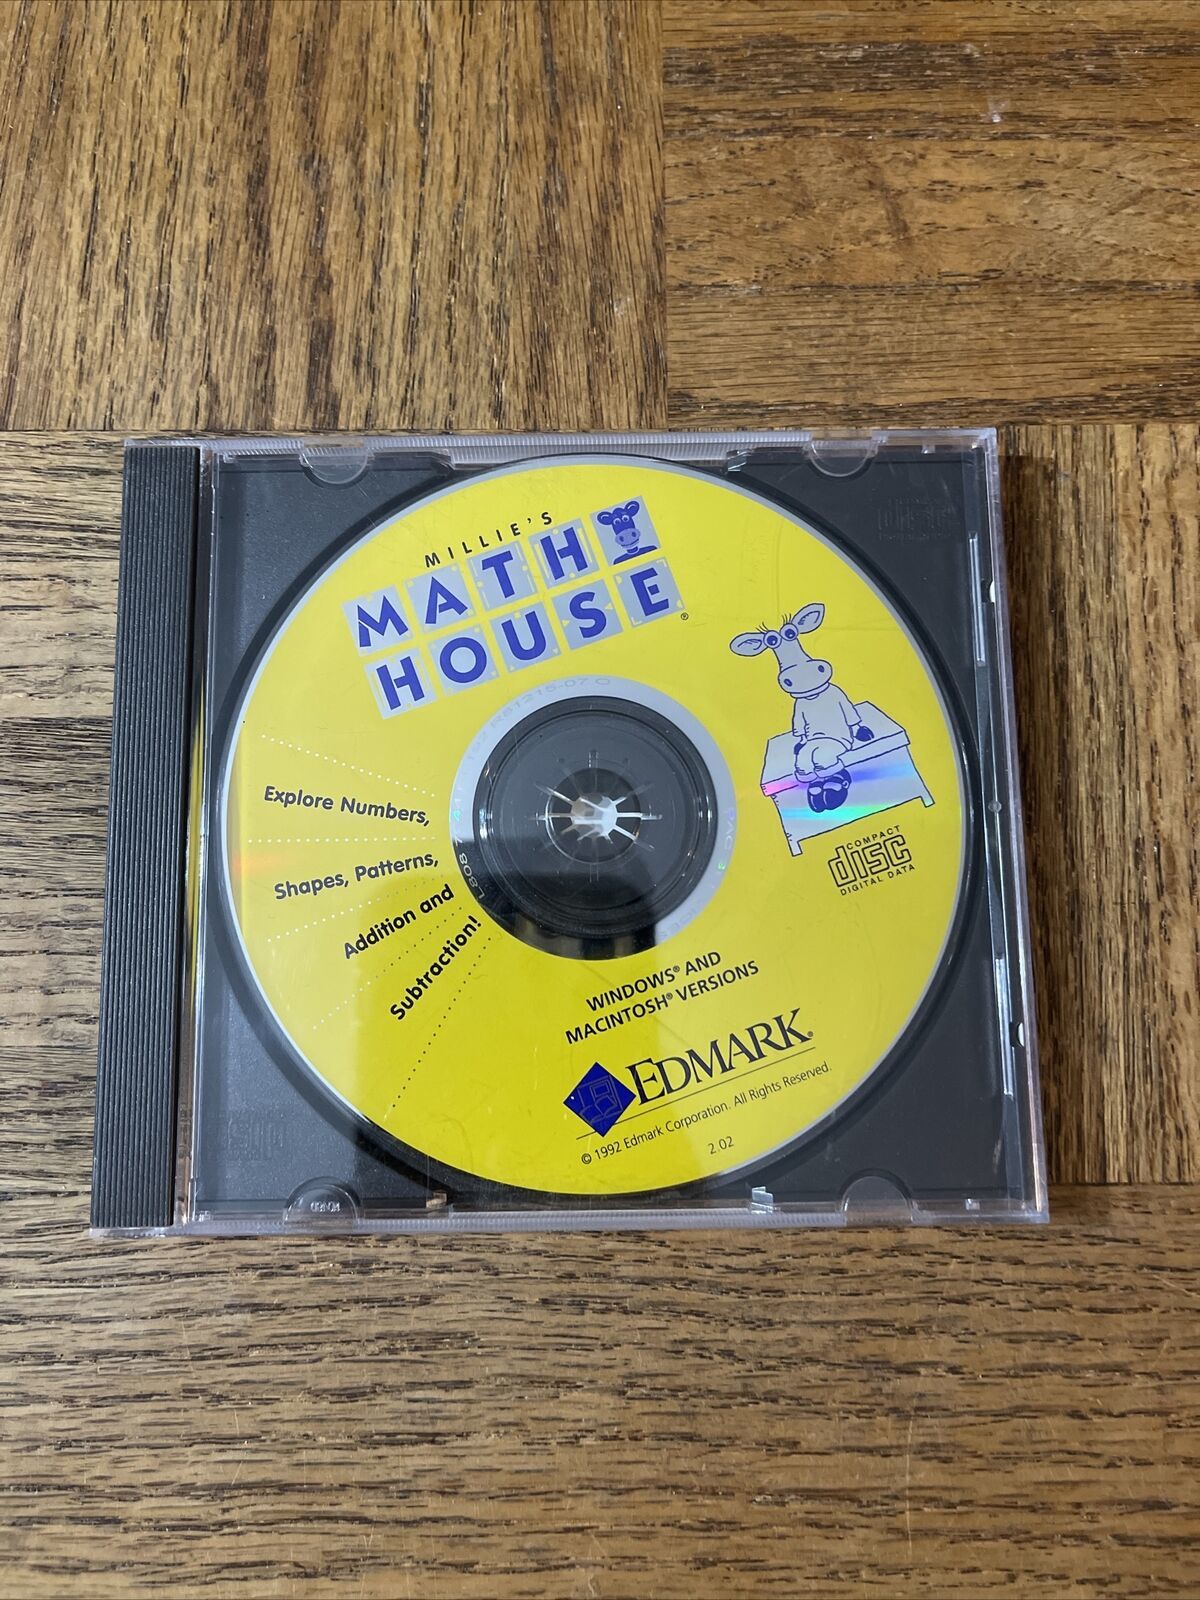 MILLIE'S
MATH
HOUSE®
Explore Numbers,
Shapes, Patterns,
Addition and
Subtraction!
COMPACT
disc
DIGITAL DATA
WINDOWS® AND
MACINTOSH® VERSIONS
EDMARK®
© 1992 Edmark Corporation. All Rights Reserved.
2.02